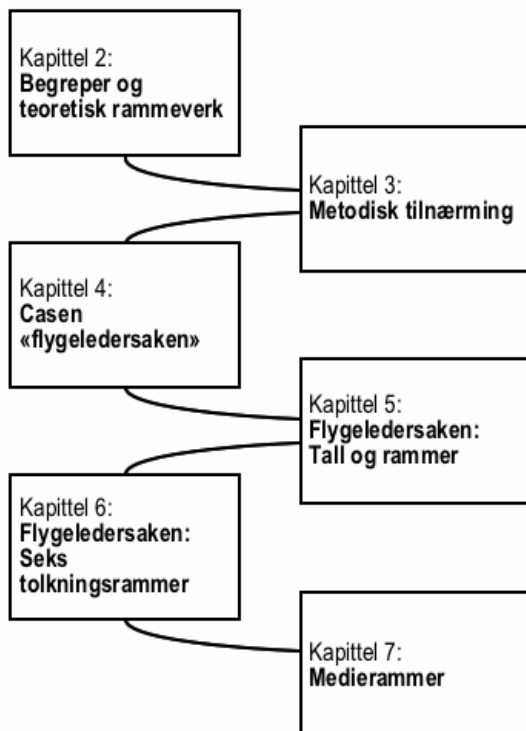 Kapittel 2:
Begreper og
teoretisk rammeverk
Kapittel 3:
Metodisk tilnærming
Kapittel 4:
Casen
«flygeledersaken»
Kapittel 5:
Flygeledersaken:
Tall og rammer
Kapittel 6:
Flygeledersaken:
Seks
tolkningsrammer
Kapittel 7:
Medierammer